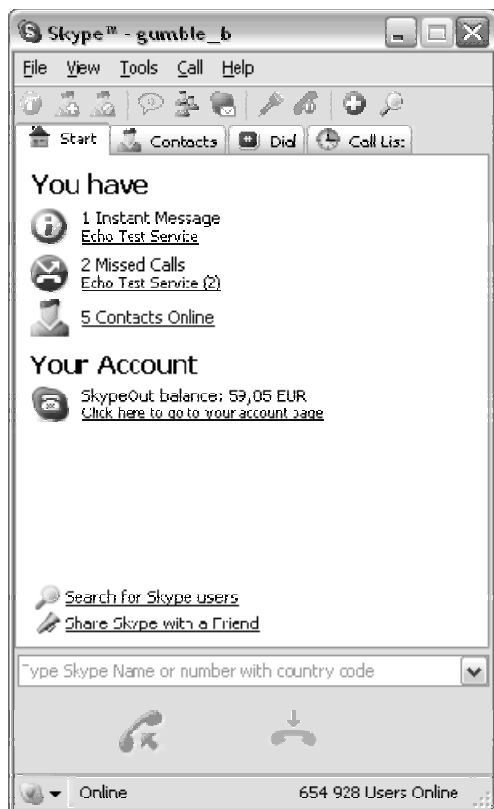 Skype™ - gumble_b
File View Tools Call Help
Start Contacts Dial Call List
You have
1 Instant Message
Echo Test Service
2 Missed Calls
Echo Test Service (2)
5 Contacts Online
Your Account
SkypeOut balance: 59,05 EUR
Click here to go to your account page
Search for Skype users
Share Skype with a Friend
Type Skype Name or number with country code
Online 654 928 Users Online